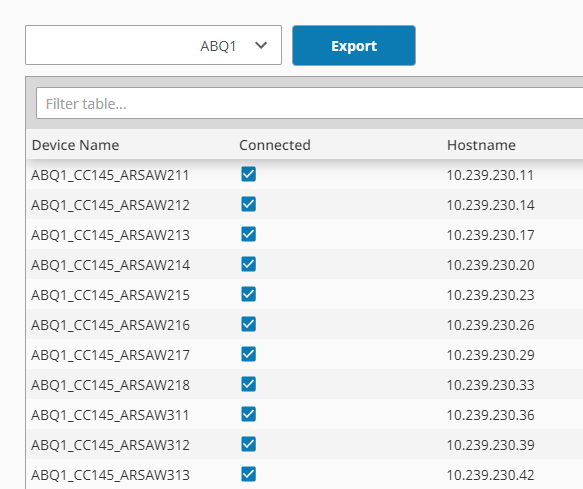 ABQ1 Export
Filter table...
Device Name Connected Hostname
ABQ1_CC145_ARSAW211 10.239.230.11
ABQ1_CC145_ARSAW212 10.239.230.14
ABQ1_CC145_ARSAW213 10.239.230.17
ABQ1_CC145_ARSAW214 10.239.230.20
ABQ1_CC145_ARSAW215 10.239.230.23
ABQ1_CC145_ARSAW216 10.239.230.26
ABQ1_CC145_ARSAW217 10.239.230.29
ABQ1_CC145_ARSAW218 10.239.230.33
ABQ1_CC145_ARSAW311 10.239.230.36
ABQ1_CC145_ARSAW312 10.239.230.39
ABQ1_CC145_ARSAW313 10.239.230.42